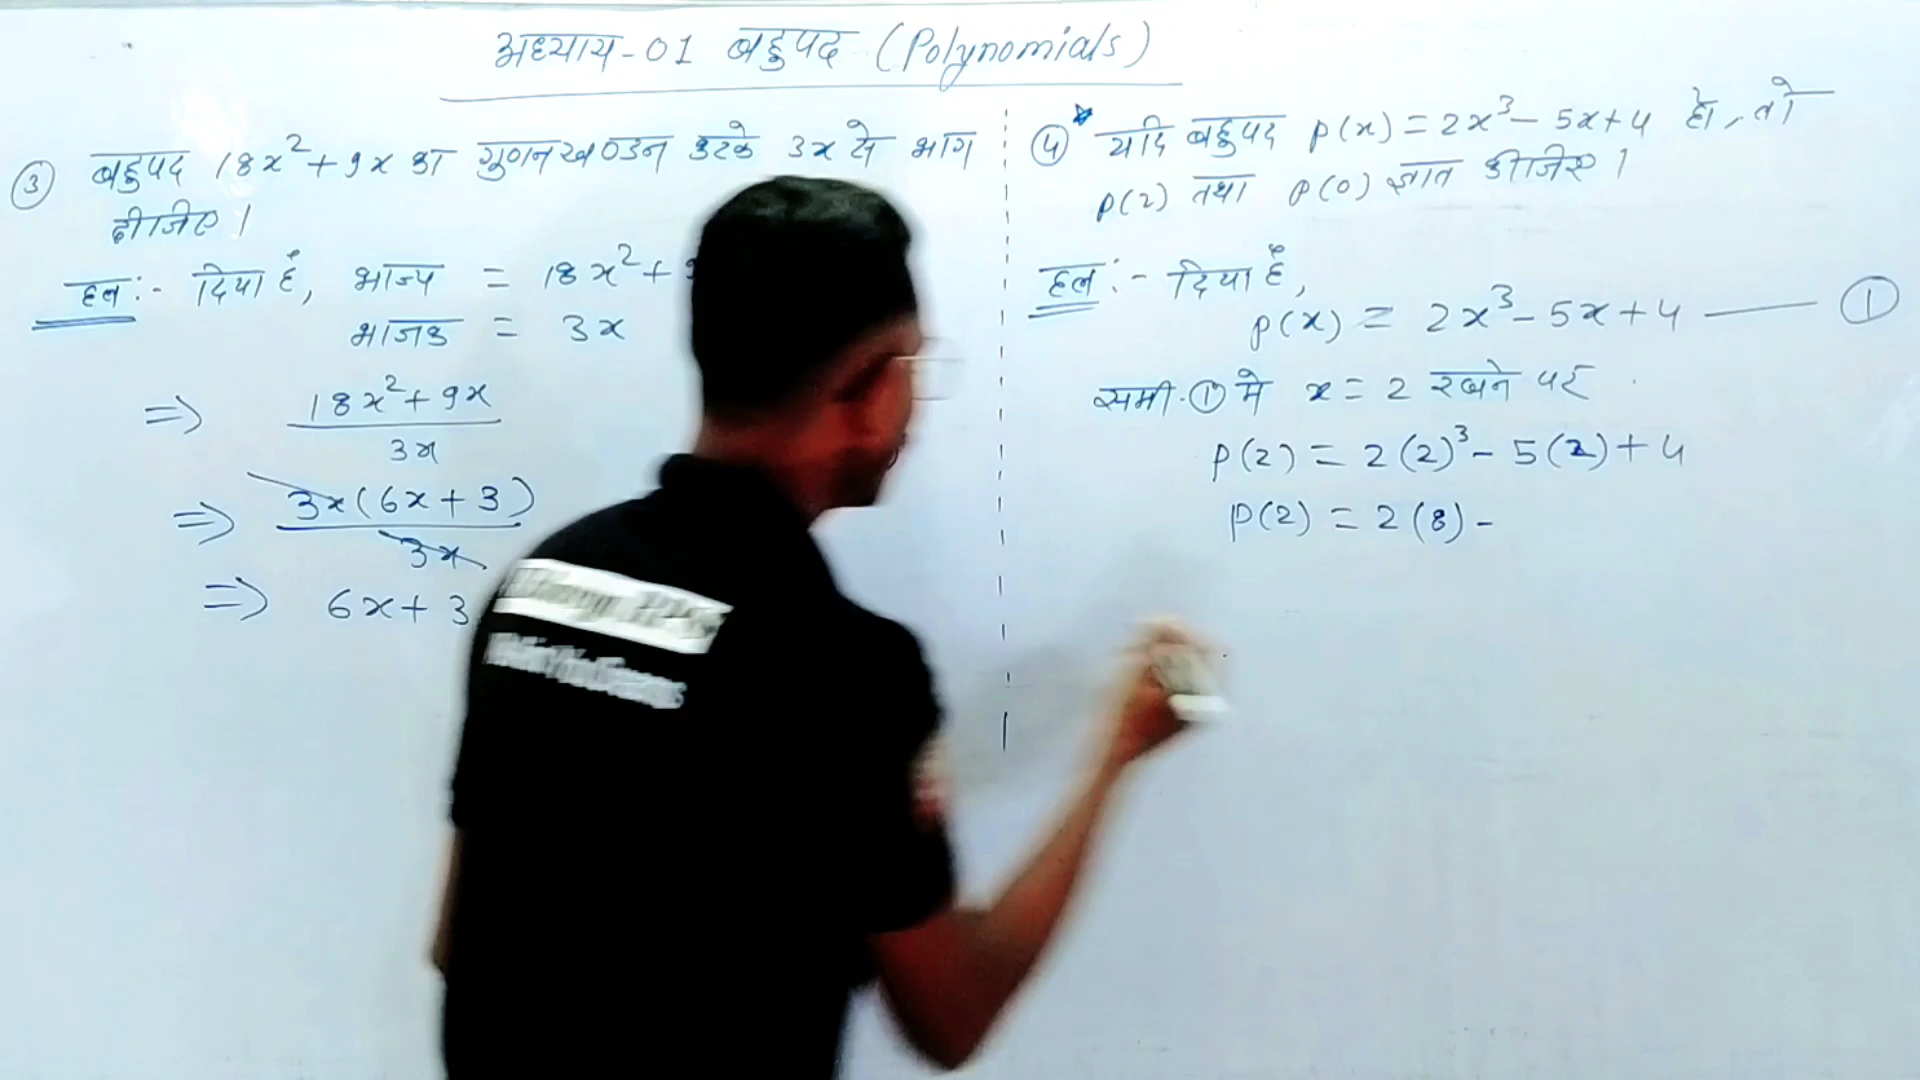 अध्याय-01 बहुपद (Polynomials)
③ बहुपद 18x²+9x का गुणनखण्डन करके 3x से भाग
दीजिए।
हल:- दिया है, भाज्य = 18x²+
भाजक = 3x
=> 18x²+9x
3x
=> 3x(6x+3)
3x
=> 6x+3
④* यदि बहुपद P(x)=2x³-5x+4 हो, तो
P(2) तथा P(0) ज्ञात कीजिए।
हल:- दिया है,
P(x) = 2x³-5x+4 —— ①
समी.① मे x=2 रखने पर
P(2) = 2(2)³-5(2)+4
P(2) = 2(8)-